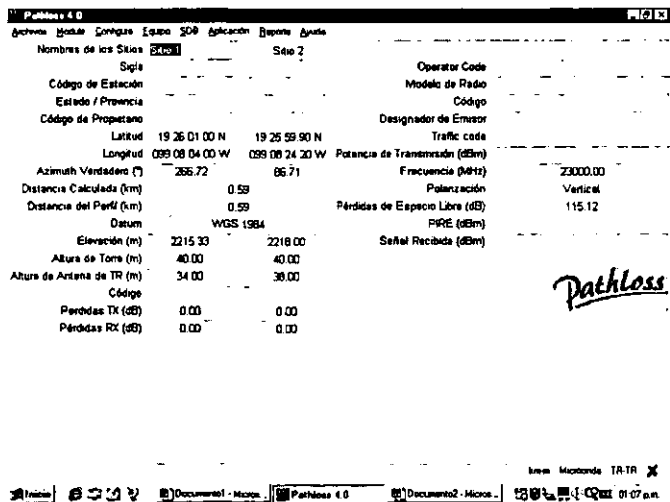 Pathloss 4.0
Archivos Module Configura Equipo SDB Aplicación Reporte Ayuda
Nombres de los Sitios Sitio 1 Sitio 2
Sigla Operator Code
Código de Estación Modelo de Radio
Estado / Provincia Código
Código de Propietario Designador de Emisor
Latitud 19 26 01 00 N 19 25 59.90 N Traffic code
Longitud 099 08 04 00 W 099 08 24 20 W Potencia de Transmisión (dBm)
Azimuth Verdadero (°) 266.72 86.71 Frecuencia (MHz) 23000.00
Distancia Calculada (km) 0.59 Polarización Vertical
Distancia del Perfil (km) 0.59 Pérdidas de Espacio Libre (dB) 115.12
Datum WGS 1984 PIRE (dBm)
Elevación (m) 2215 33 2218 00 Señal Recibida (dBm)
Altura de Torre (m) 40.00 40.00
Altura de Antena de TR (m) 34 00 38.00
Código
Perdidas TX (dB) 0.00 0.00
Pérdidas RX (dB) 0.00 0.00
Pathloss
Microonda TR-TR
Inicio Documento1 - Micros... Pathloss 4.0 Documento2 - Micros... 01:07 p.m.